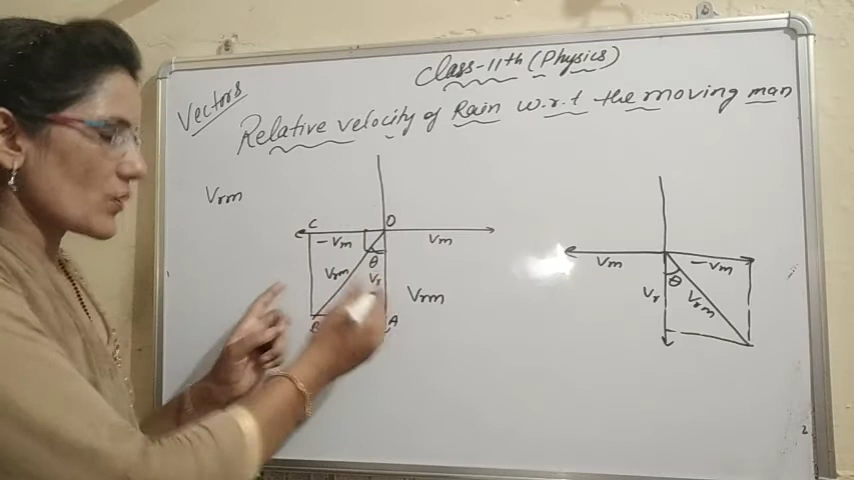 Class-11th (Physics)
Vectors
Relative velocity of Rain w.r.t the moving man
Vrm
C
O
-Vm
Vm
θ
Vrm
Vr
Vrm
A
Vm
-Vm
θ
Vr
Vrm
2